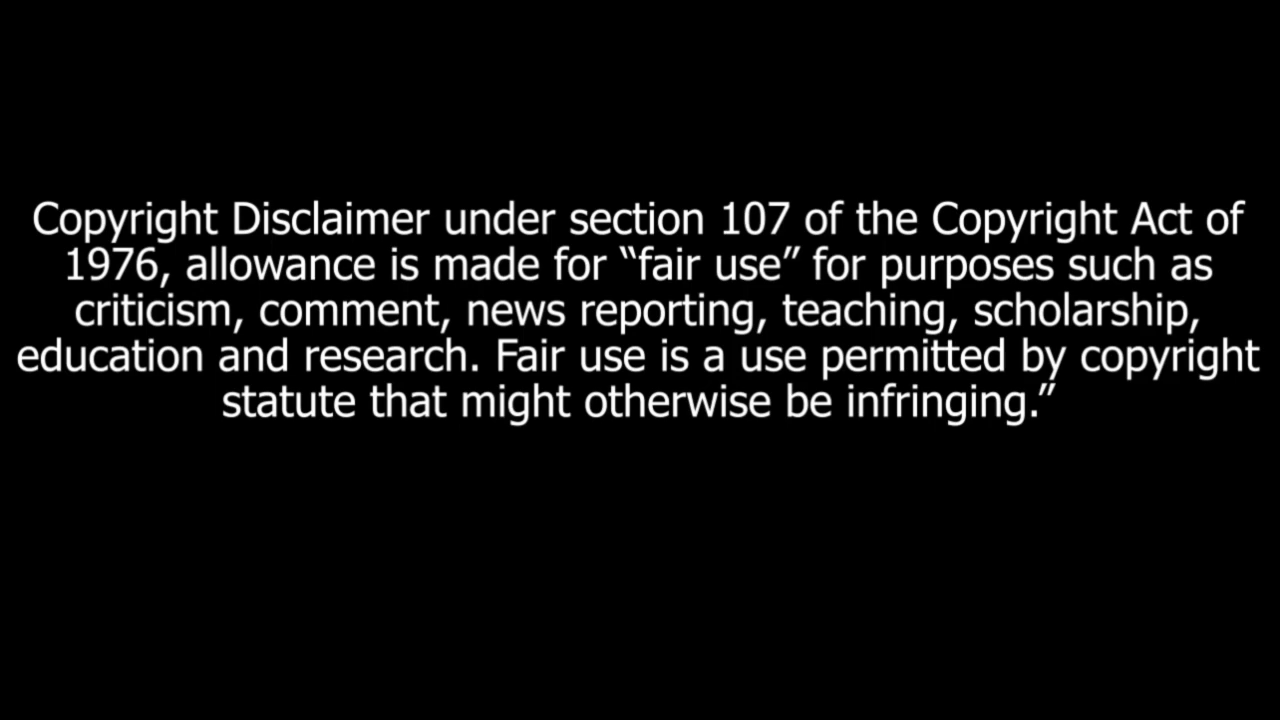 Copyright Disclaimer under section 107 of the Copyright Act of
1976, allowance is made for “fair use” for purposes such as
criticism, comment, news reporting, teaching, scholarship,
education and research. Fair use is a use permitted by copyright
statute that might otherwise be infringing.”